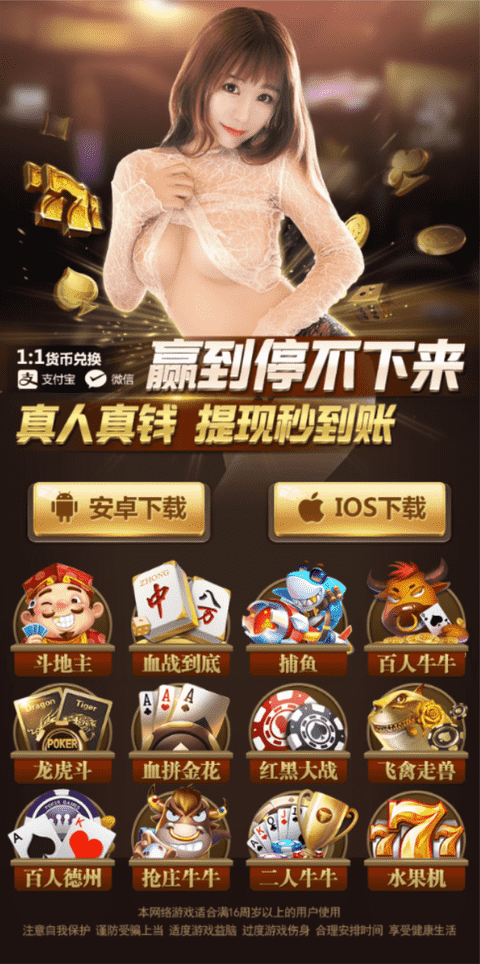 1:1货币兑换
支付宝 微信
赢到停不下来
真人真钱 提现秒到账
安卓下载 IOS下载
ZHONG
中 八万
斗地主 血战到底 捕鱼 百人牛牛
Dragon Tiger
POKER
A A A
龙虎斗 血拼金花 红黑大战 飞禽走兽
POKER GAMES
A K
777
百人德州 抢庄牛牛 二人牛牛 水果机
本网络游戏适合满16周岁以上的用户使用
注意自我保护 谨防受骗上当 适度游戏益脑 过度游戏伤身 合理安排时间 享受健康生活